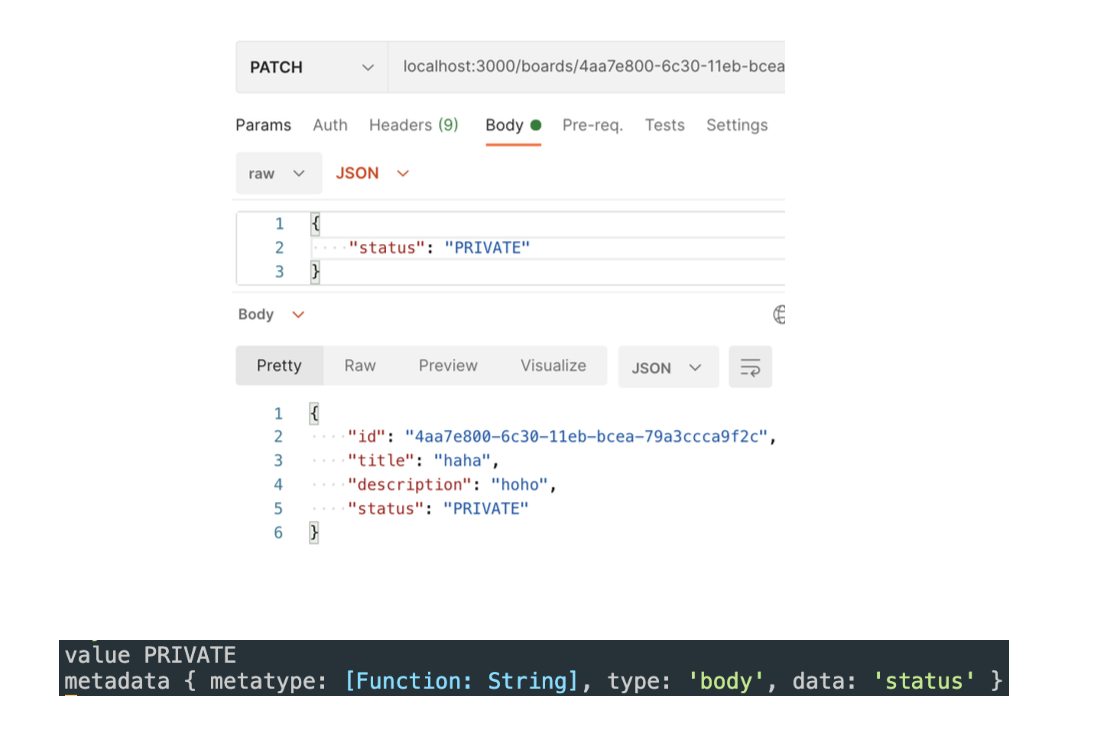 PATCH localhost:3000/boards/4aa7e800-6c30-11eb-bcea
Params Auth Headers (9) Body Pre-req. Tests Settings
raw JSON
1 {
2 ····"status": "PRIVATE"
3 }
Body
Pretty Raw Preview Visualize JSON
1 {
2 ····"id": "4aa7e800-6c30-11eb-bcea-79a3ccca9f2c",
3 ····"title": "haha",
4 ····"description": "hoho",
5 ····"status": "PRIVATE"
6 }
value PRIVATE
metadata { metatype: [Function: String], type: 'body', data: 'status' }